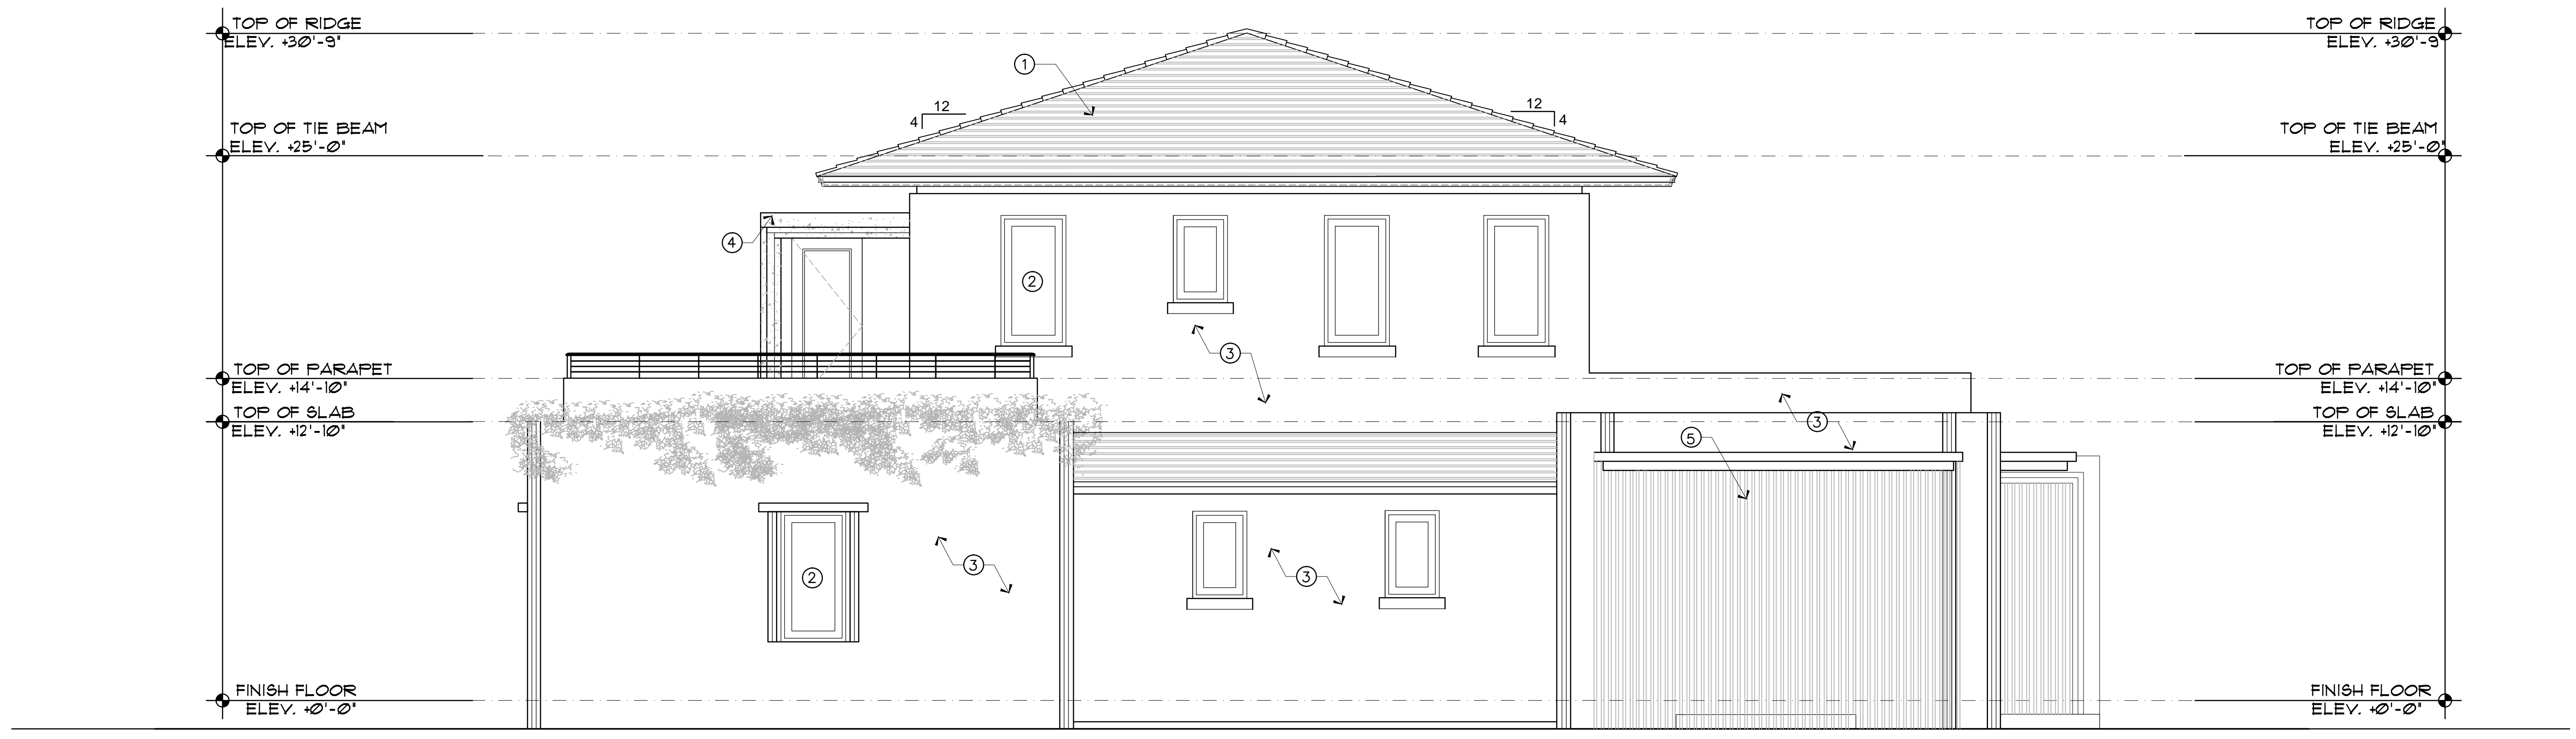 TOP OF RIDGE
ELEV. +30'-9"
TOP OF RIDGE
ELEV. +30'-9
1
12
4
12
4
TOP OF TIE BEAM
ELEV. +25'-0"
TOP OF TIE BEAM
ELEV. +25'-0"
4
2
3
TOP OF PARAPET
ELEV. +14'-10"
TOP OF PARAPET
ELEV. +14'-10"
TOP OF SLAB
ELEV. +12'-10"
TOP OF SLAB
ELEV. +12'-10"
3
5
2
3
3
FINISH FLOOR
ELEV. +0'-0"
FINISH FLOOR
ELEV. +0'-0"